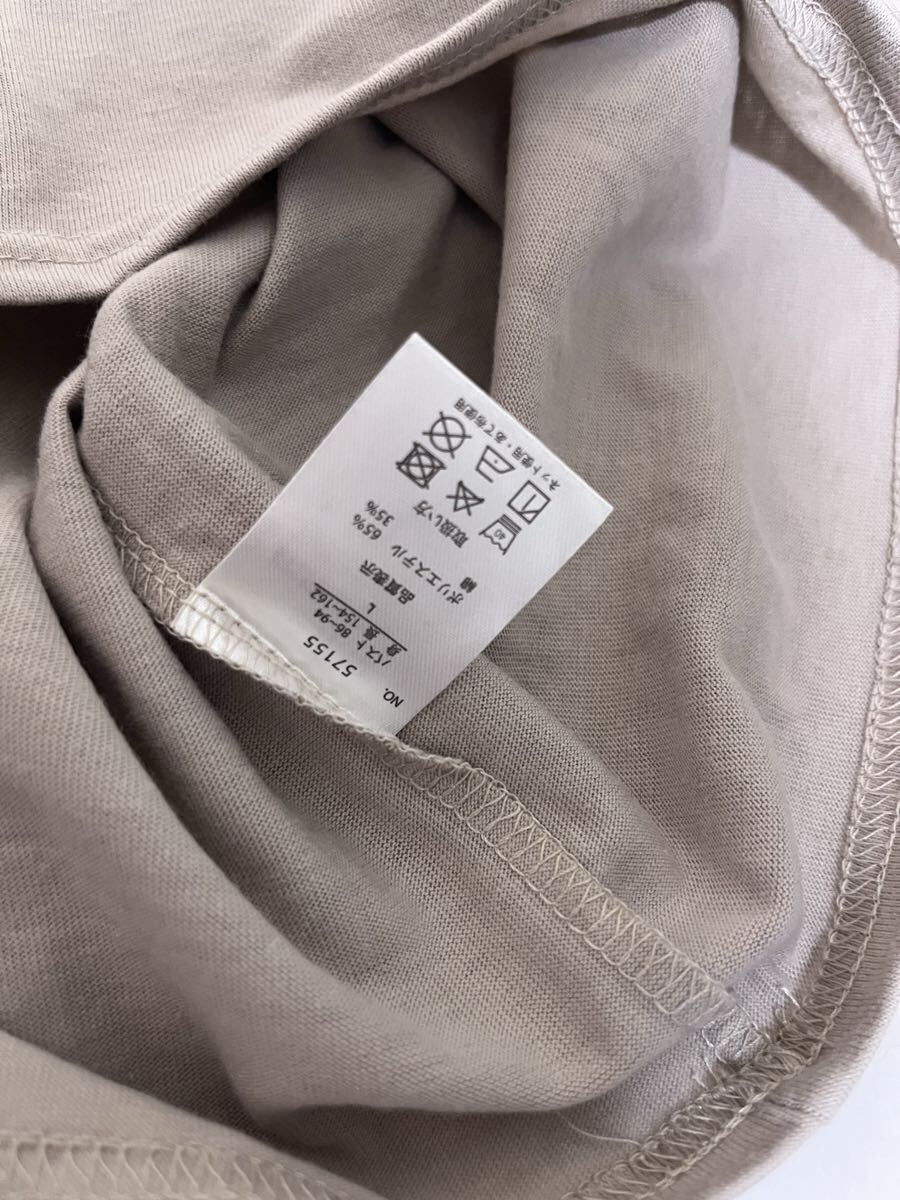 NO.
57155
バスト 86~94
身 長 154~162
L
品質表示
ポリエステル 65%
綿 35%
取扱い方
40
ネット使用・あて布使用